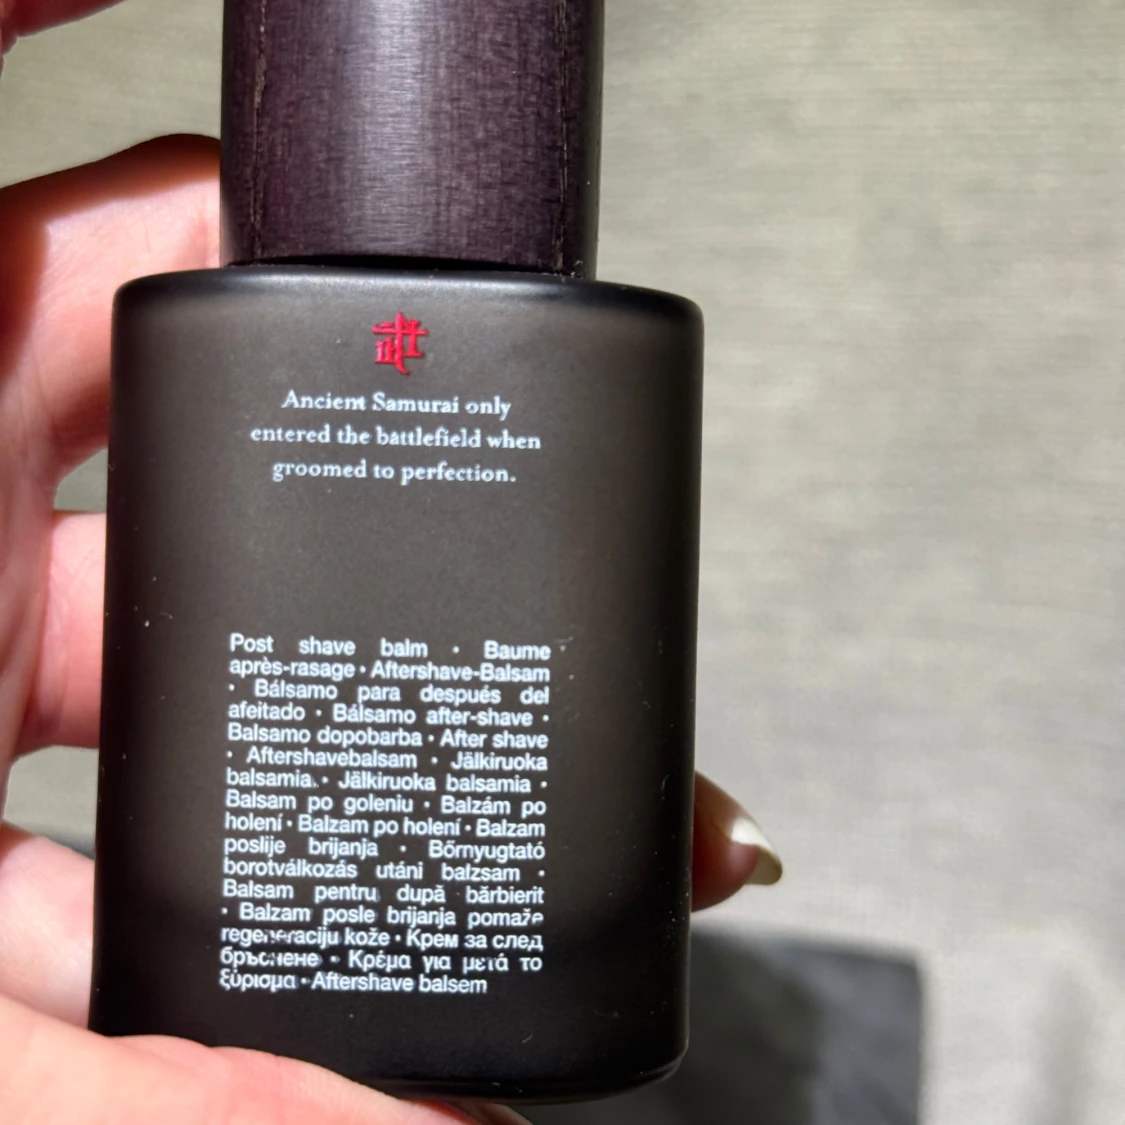 Ancient Samurai only
entered the battlefield when
groomed to perfection.
Post shave balm · Baume
après-rasage · Aftershave-Balsam
· Bálsamo para después del
afeitado · Bálsamo after-shave ·
Balsamo dopobarba · After shave
· Aftershavebalsam · Jälkiruoka
balsamia. · Jälkiruoka balsamia ·
Balsam po goleniu · Balzám po
holení · Balzam po holení · Balzam
poslije brijanja · Bőrnyugtató
borotválkozás utáni balzsam ·
Balsam pentru după bărbierit
· Balzam posle brijanja pomaže
regeneraciju kože · Крем за след
бръснене · Κρέμα για μετά το
ξύρισμα · Aftershave balsem